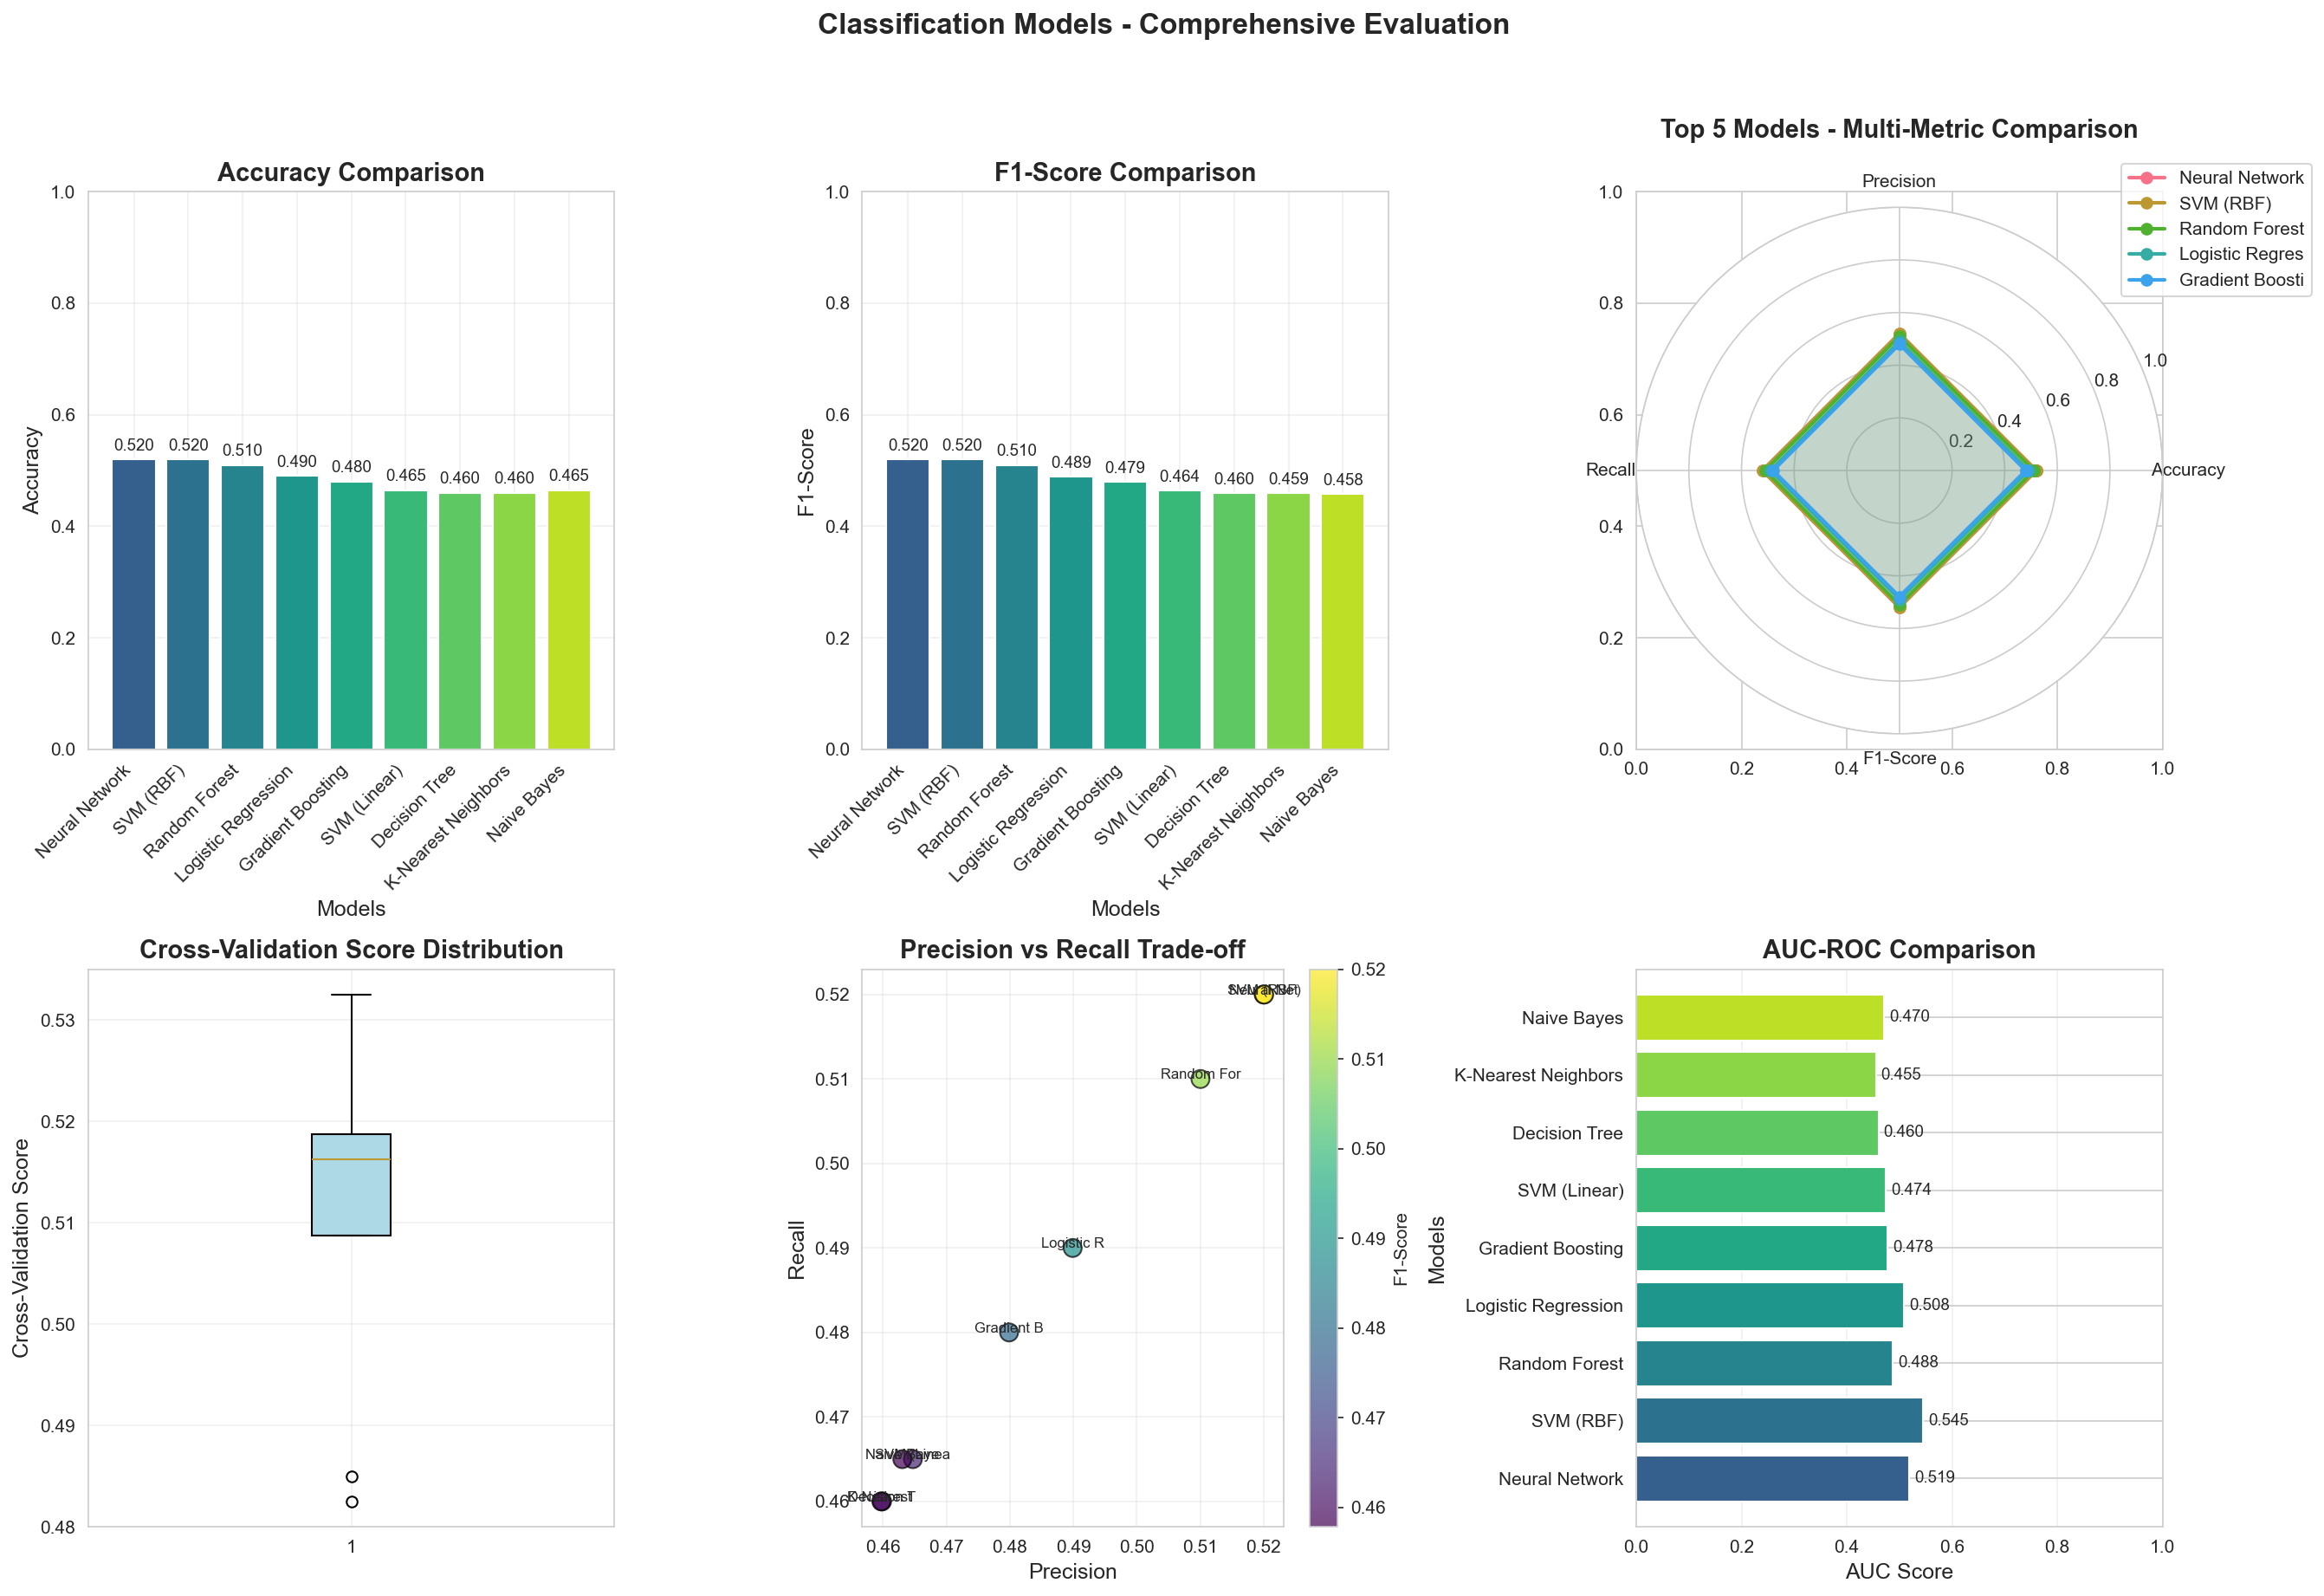 Classification Models - Comprehensive Evaluation
Accuracy Comparison
1.0
0.8
0.6
0.4
0.2
0.0
Accuracy
0.520
0.520
0.510
0.490
0.480
0.465
0.460
0.460
0.465
Neural Network
SVM (RBF)
Random Forest
Logistic Regression
Gradient Boosting
SVM (Linear)
Decision Tree
K-Nearest Neighbors
Naive Bayes
Models
F1-Score Comparison
1.0
0.8
0.6
0.4
0.2
0.0
F1-Score
0.520
0.520
0.510
0.489
0.479
0.464
0.460
0.459
0.458
Neural Network
SVM (RBF)
Random Forest
Logistic Regression
Gradient Boosting
SVM (Linear)
Decision Tree
K-Nearest Neighbors
Naive Bayes
Models
Top 5 Models - Multi-Metric Comparison
Neural Network
SVM (RBF)
Random Forest
Logistic Regres
Gradient Boosti
Precision
Recall
Accuracy
F1-Score
0.2
0.4
0.6
0.8
1.0
1.0
0.8
0.6
0.4
0.2
0.0
0.0
0.2
0.4
0.6
0.8
1.0
Cross-Validation Score Distribution
0.53
0.52
0.51
0.50
0.49
0.48
Cross-Validation Score
1
Precision vs Recall Trade-off
0.52
0.51
0.50
0.49
0.48
0.47
0.46
Recall
Random For
Logistic R
Gradient B
0.46
0.47
0.48
0.49
0.50
0.51
0.52
Precision
0.52
0.51
0.50
0.49
0.48
0.47
0.46
F1-Score
AUC-ROC Comparison
Models
Naive Bayes
0.470
K-Nearest Neighbors
0.455
Decision Tree
0.460
SVM (Linear)
0.474
Gradient Boosting
0.478
Logistic Regression
0.508
Random Forest
0.488
SVM (RBF)
0.545
Neural Network
0.519
0.0
0.2
0.4
0.6
0.8
1.0
AUC Score